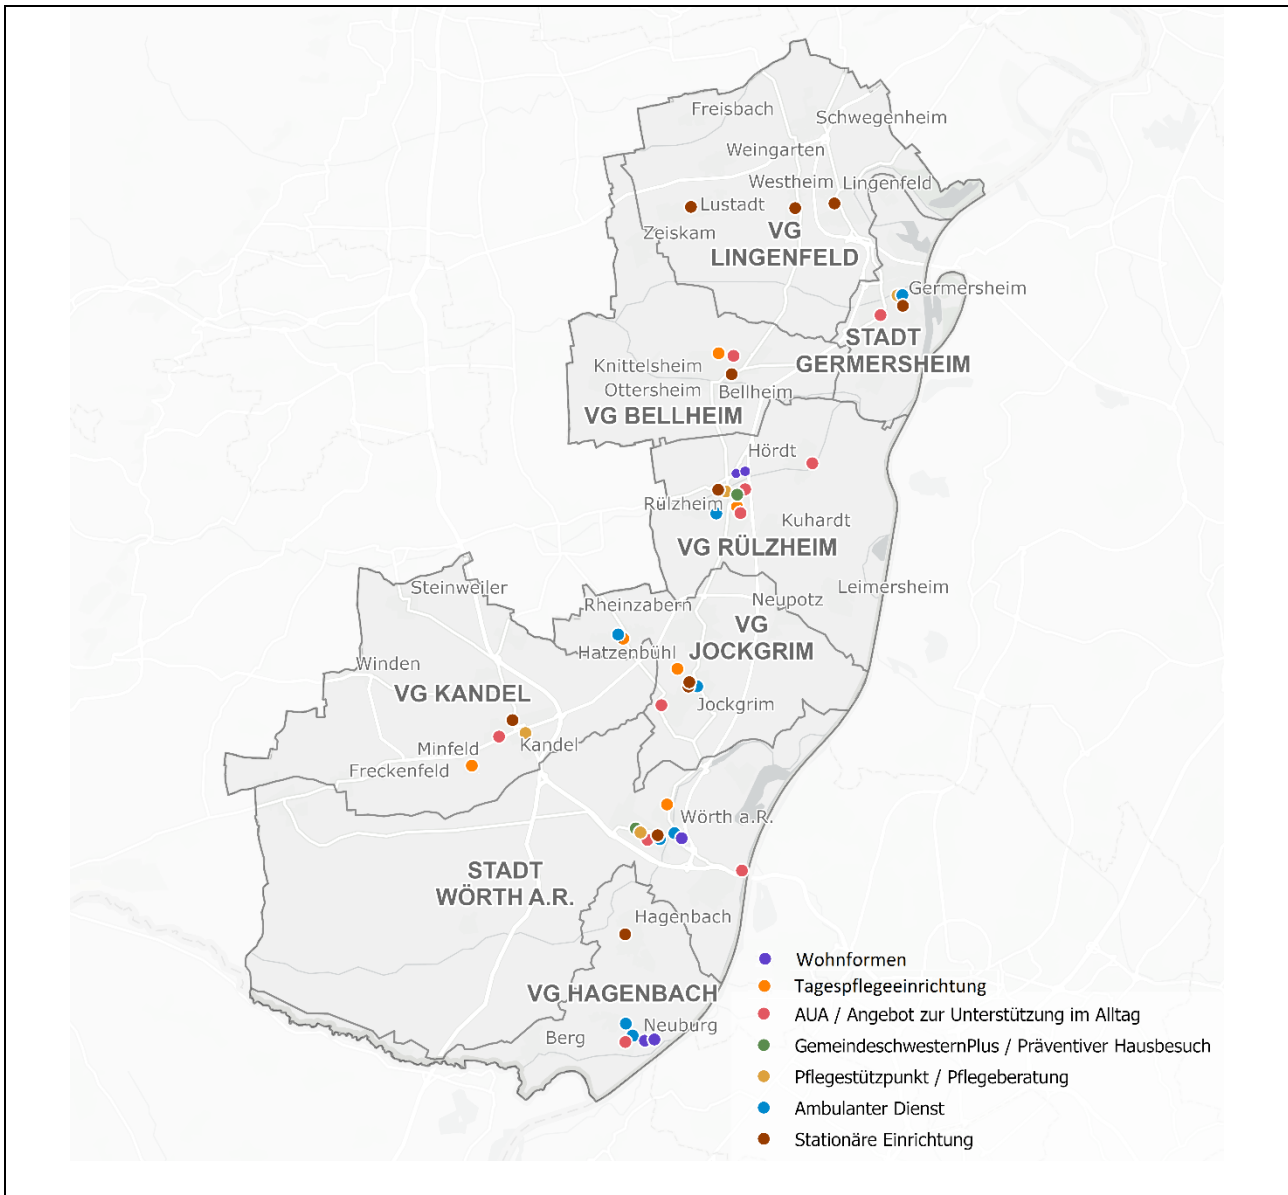 Freisbach
Schwegenheim
Weingarten
Westheim
Lingenfeld
Lustadt
Zeiskam
VG
LINGENFELD
Germersheim
STADT
GERMERSHEIM
Knittelsheim
Ottersheim
Bellheim
VG BELLHEIM
Hördt
Rülzheim
Kuhardt
VG RÜLZHEIM
Leimersheim
Steinweiler
Rheinzabern
Neupotz
VG
JOCKGRIM
Hatzenbühl
Winden
VG KANDEL
Jockgrim
Minfeld
Kandel
Freckenfeld
Wörth a.R.
STADT
WÖRTH A.R.
Hagenbach
VG HAGENBACH
Berg
Neuburg
Wohnformen
Tagespflegeeinrichtung
AUA / Angebot zur Unterstützung im Alltag
GemeindeschwesternPlus / Präventiver Hausbesuch
Pflegestützpunkt / Pflegeberatung
Ambulanter Dienst
Stationäre Einrichtung